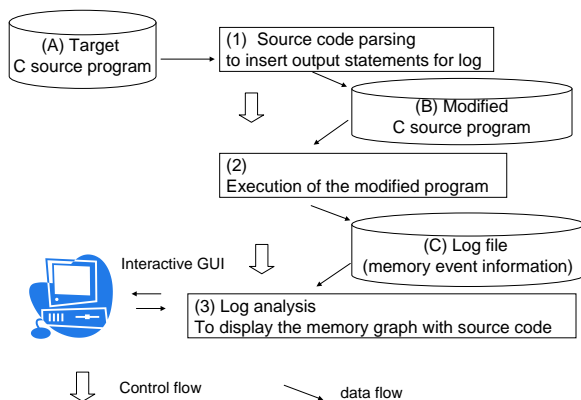 (A) Target
C source program
(1) Source code parsing
to insert output statements for log
(B) Modified
C source program
(2)
Execution of the modified program
(C) Log file
(memory event information)
Interactive GUI
(3) Log analysis
To display the memory graph with source code
Control flow
data flow